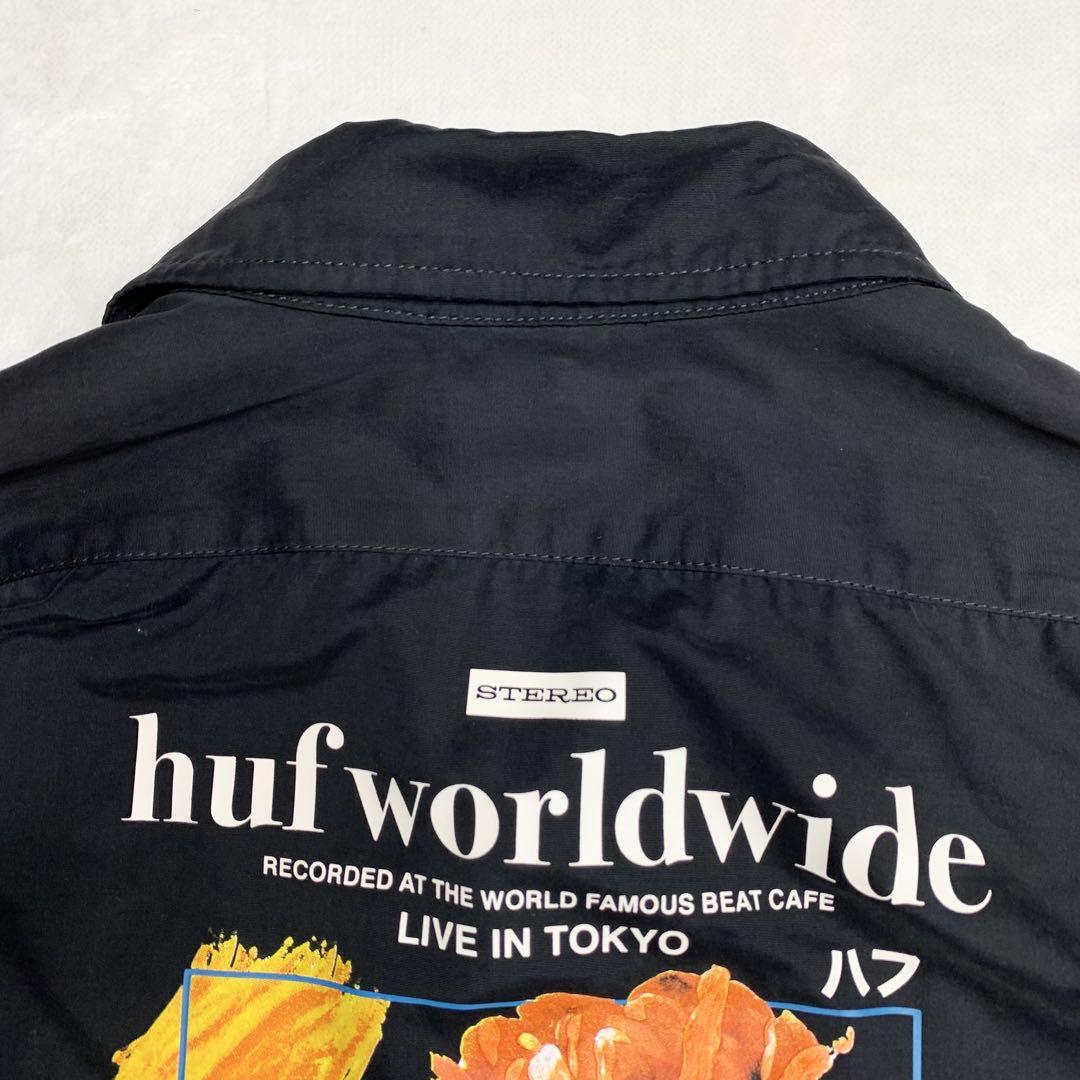 STEREO
huf worldwide
RECORDED AT THE WORLD FAMOUS BEAT CAFE
LIVE IN TOKYO
ハフ